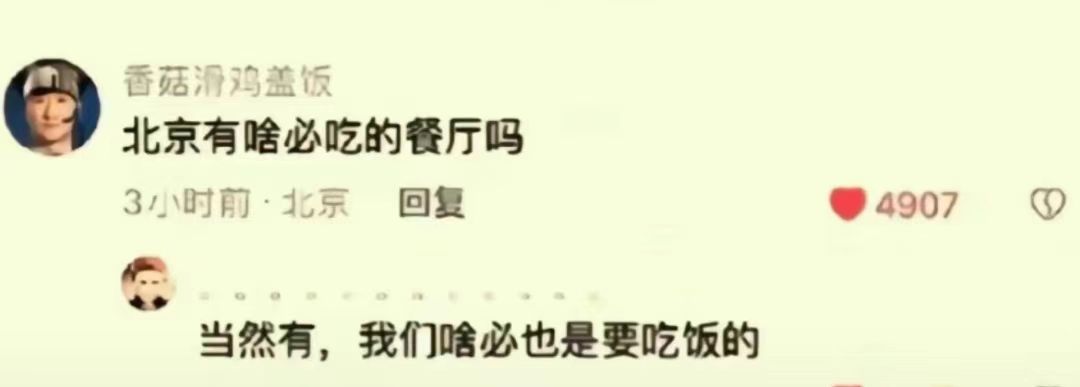 香菇滑鸡盖饭
北京有啥必吃的餐厅吗
3小时前·北京 回复 4907
。。。。。。。。。。。。
当然有，我们啥必也是要吃饭的